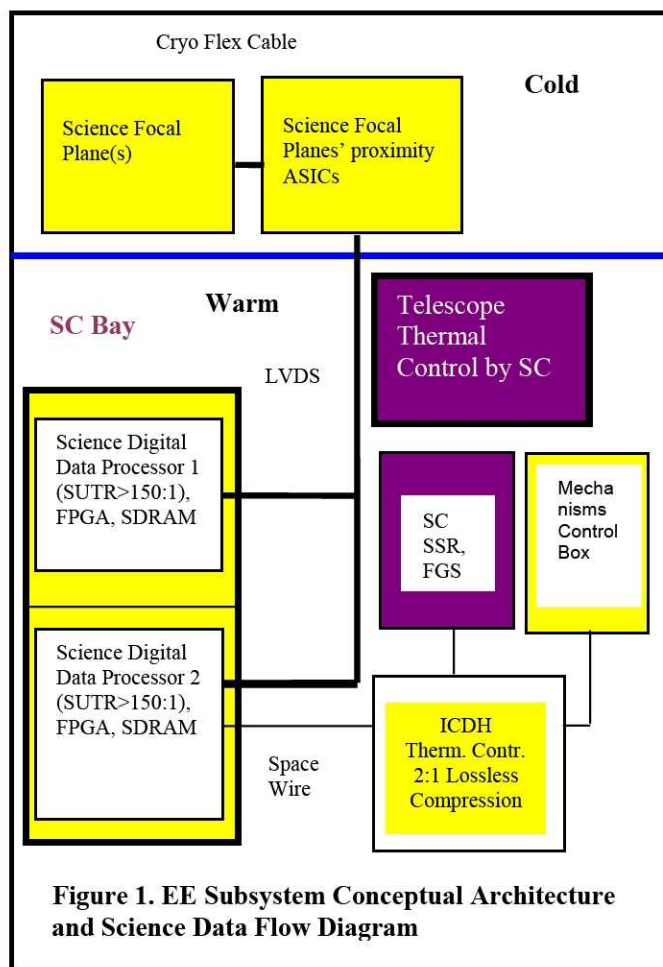 Cryo Flex Cable
Cold
Science Focal
Plane(s)
Science Focal
Planes' proximity
ASICs
Warm
SC Bay
Telescope
Thermal
Control by SC
LVDS
Science Digital
Data Processor 1
(SUTR>150:1),
FPGA, SDRAM
SC
SSR,
FGS
Mecha
nisms
Control
Box
Science Digital
Data Processor 2
(SUTR>150:1),
FPGA, SDRAM
Space
Wire
ICDH
Therm. Contr.
2:1 Lossless
Compression
Figure 1. EE Subsystem Conceptual Architecture
and Science Data Flow Diagram